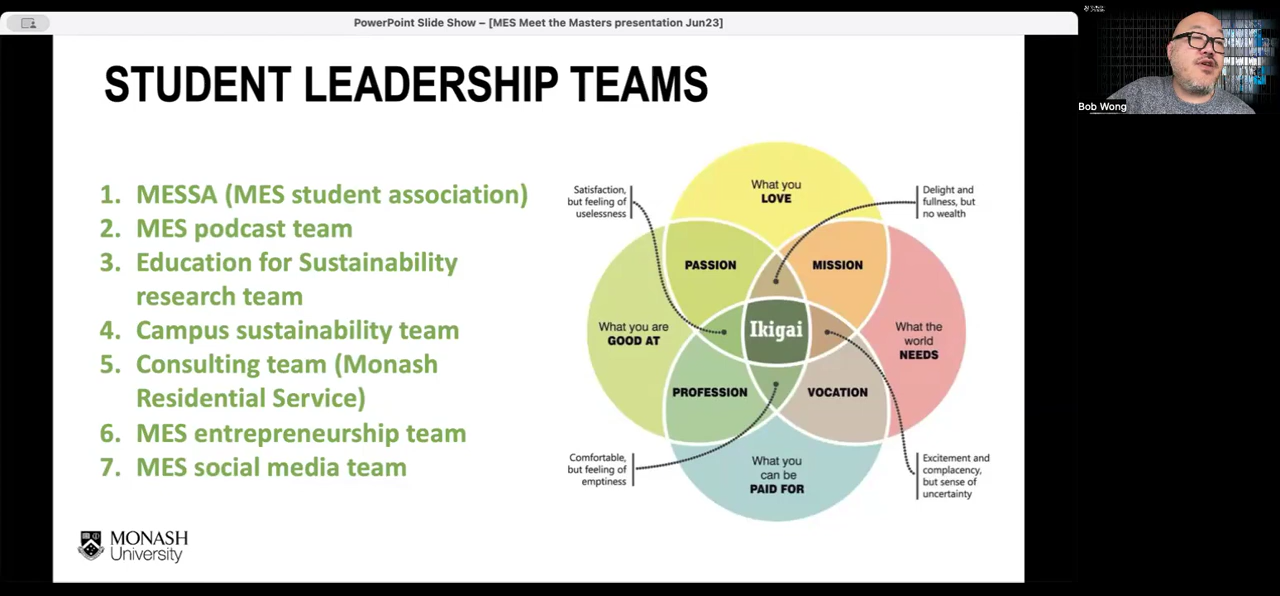 PowerPoint Slide Show – [MES Meet the Masters presentation Jun23]
STUDENT LEADERSHIP TEAMS
1. MESSA (MES student association)
2. MES podcast team
3. Education for Sustainability
research team
4. Campus sustainability team
5. Consulting team (Monash
Residential Service)
6. MES entrepreneurship team
7. MES social media team
Satisfaction,
but feeling of
uselessness
What you
LOVE
Delight and
fullness, but
no wealth
PASSION
MISSION
What you are
GOOD AT
Ikigai
What the
world
NEEDS
PROFESSION
VOCATION
Comfortable,
but feeling of
emptiness
What you
can be
PAID FOR
Excitement and
complacency,
but sense of
uncertainty
MONASH
University
Bob Wong